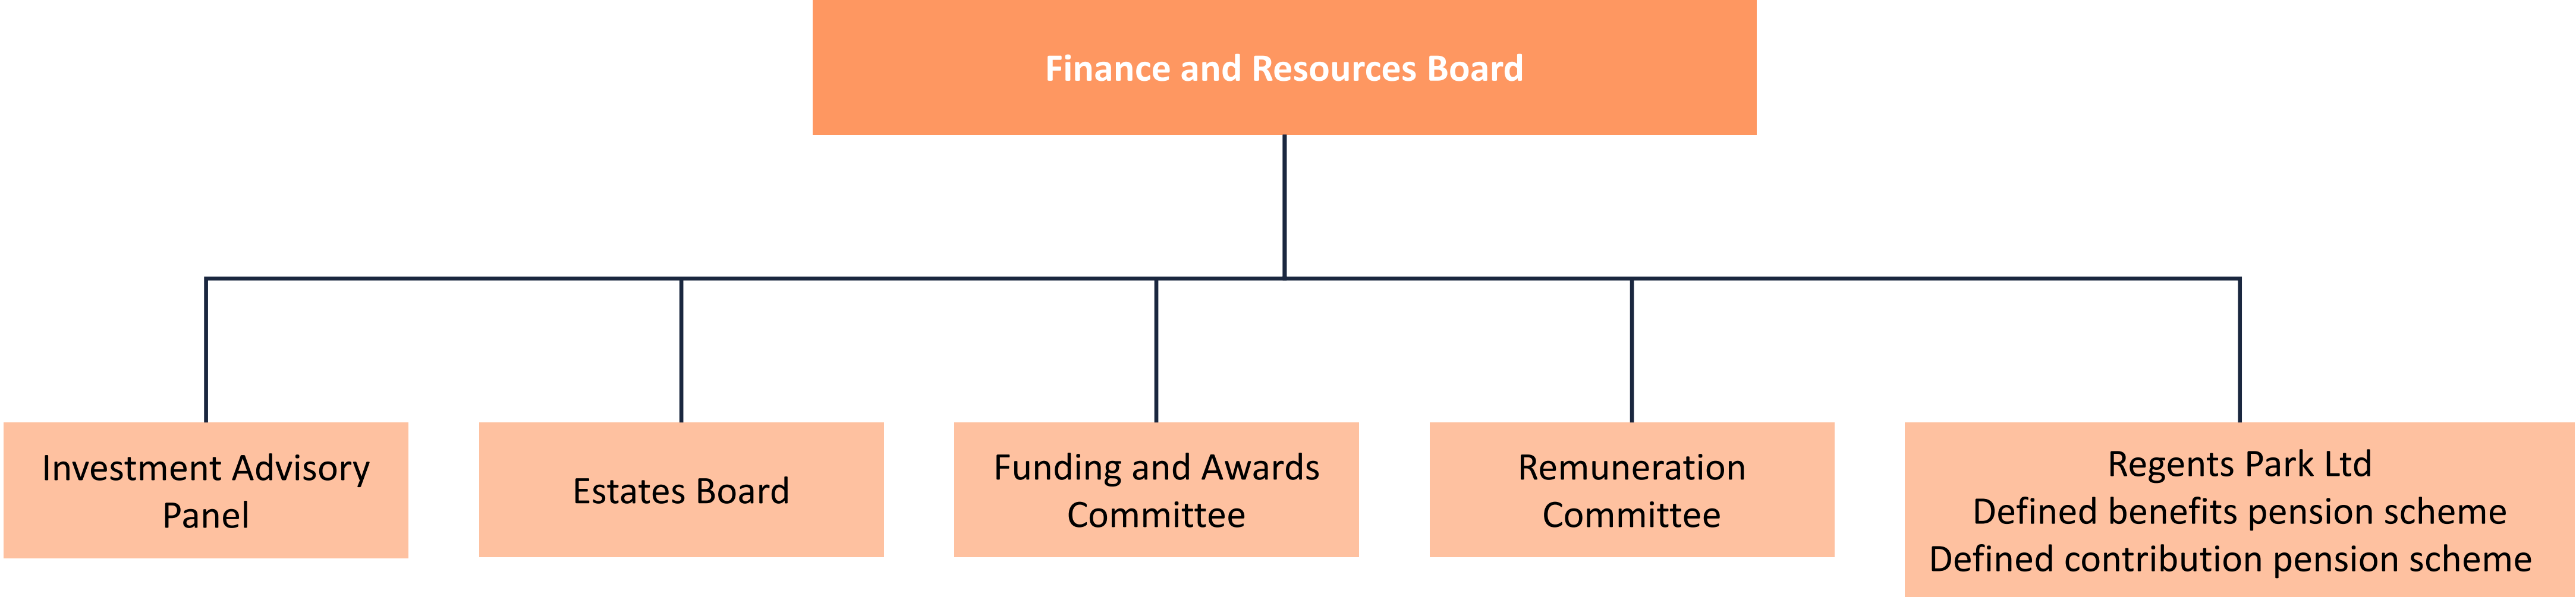 Finance and Resources Board
Investment Advisory
Panel
Estates Board
Funding and Awards
Committee
Remuneration
Committee
Regents Park Ltd
Defined benefits pension scheme
Defined contribution pension scheme